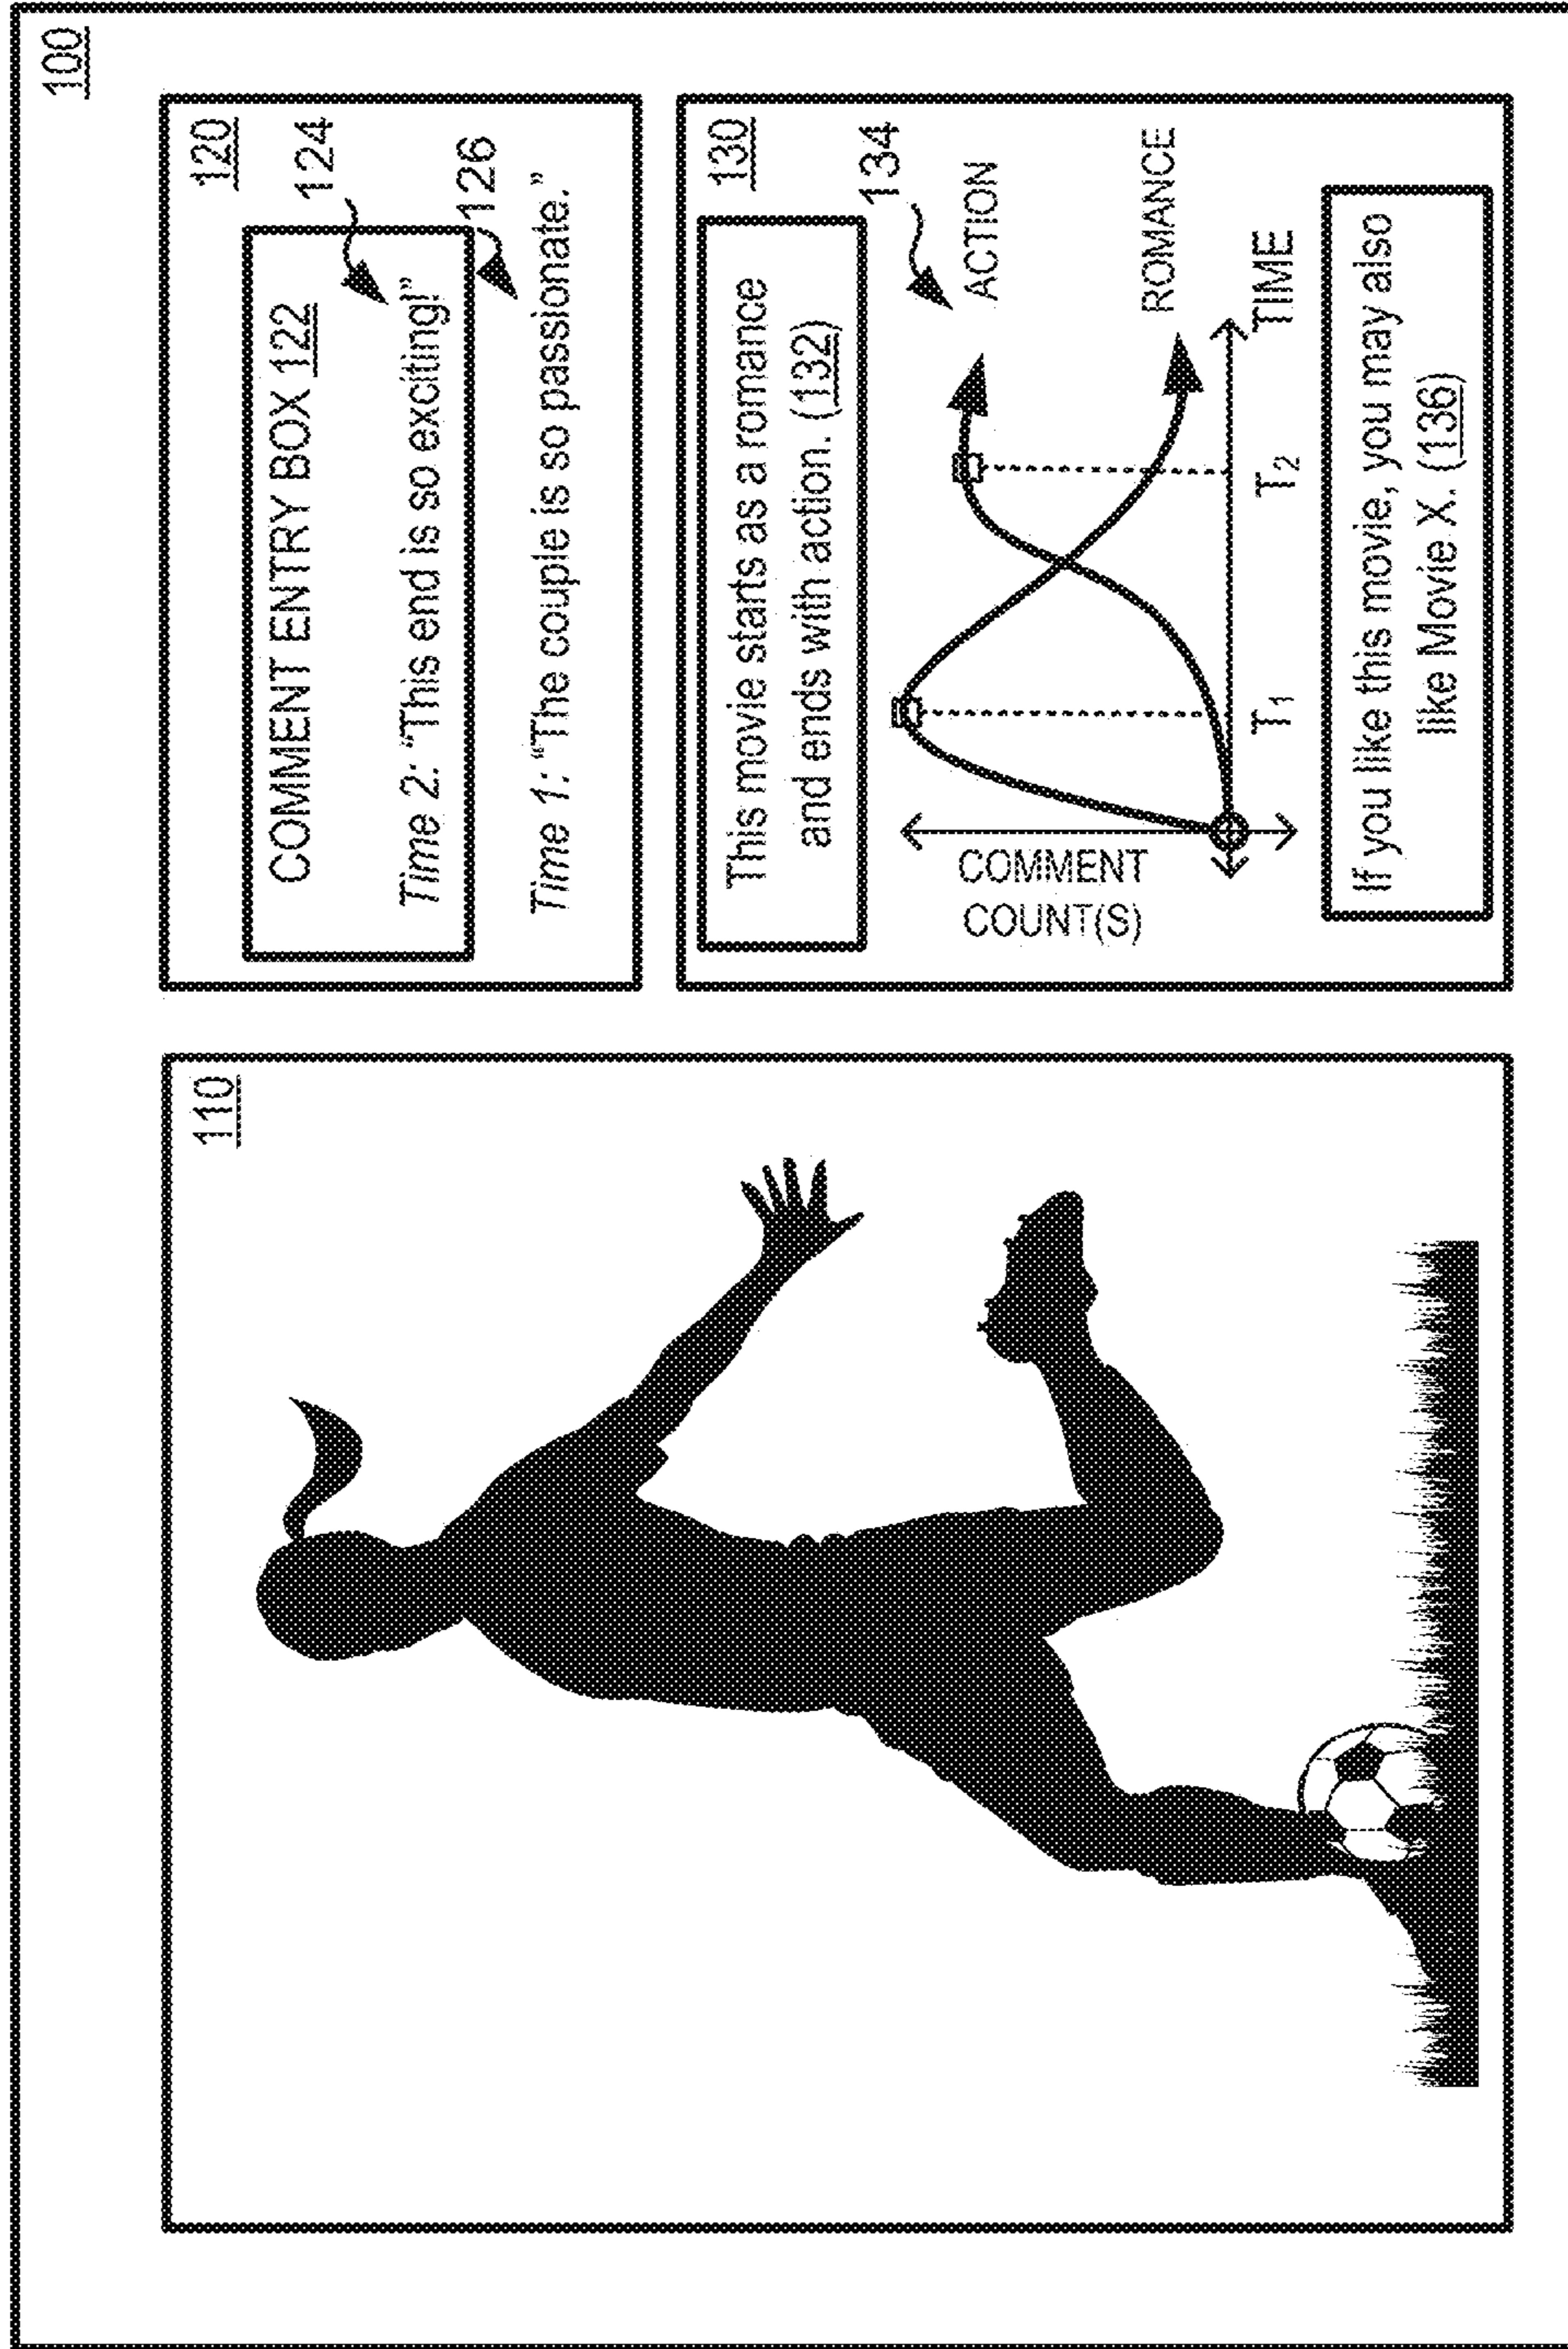 100
110
120
COMMENT ENTRY BOX 122
124
Time 2: “This end is so exciting!”
126
Time 1: “The couple is so passionate.”
130
This movie starts as a romance
and ends with action. (132)
134
COMMENT
COUNT(S)
ACTION
ROMANCE
T1
T2
TIME
If you like this movie, you may also
like Movie X. (136)